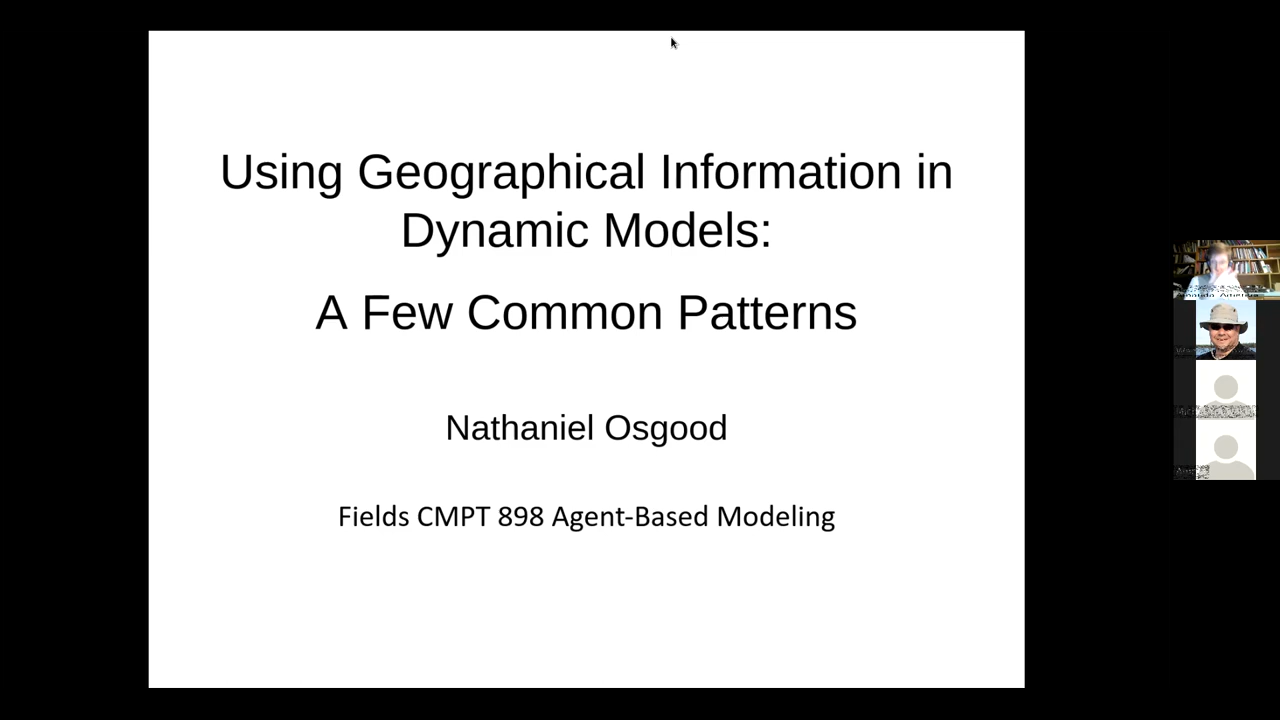 Using Geographical Information in
Dynamic Models:
A Few Common Patterns
Nathaniel Osgood
Fields CMPT 898 Agent-Based Modeling